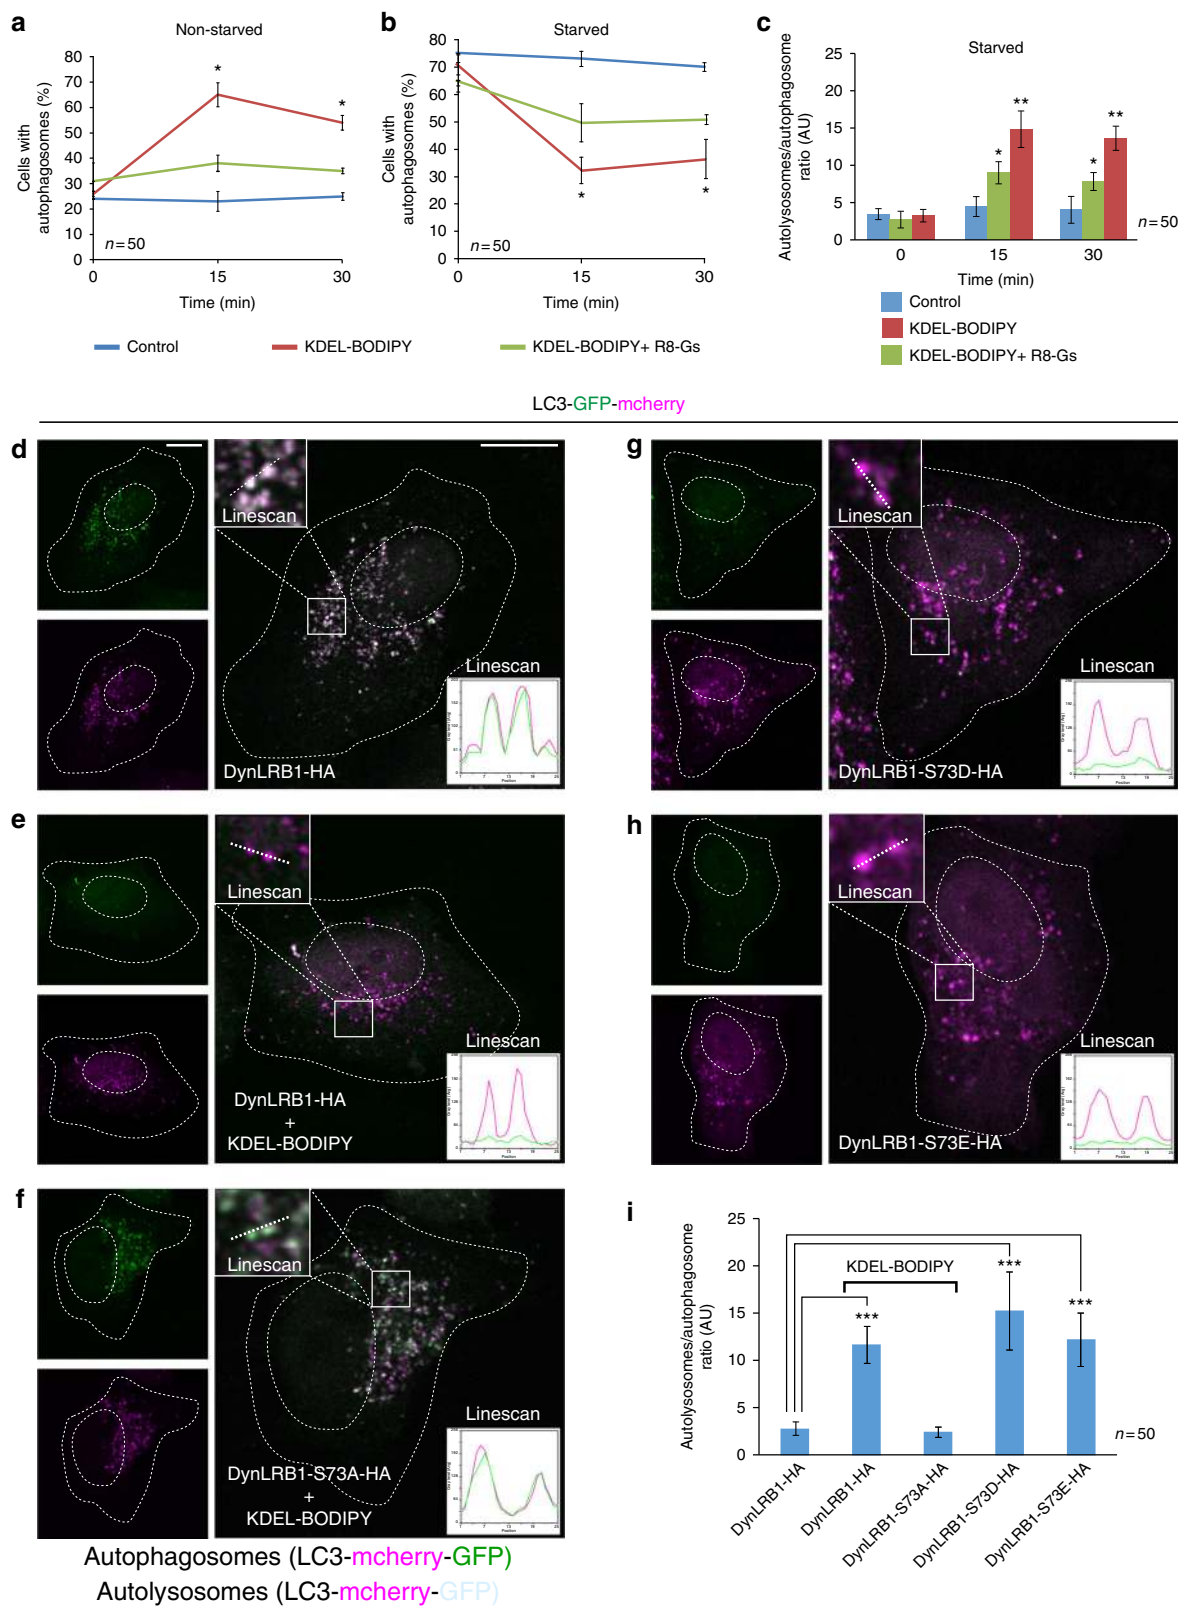 a
Non-starved
Cells with autophagosomes (%)
80
70
60
50
40
30
20
10
0
*
*
n=50
0 15 30
Time (min)
b
Starved
Cells with autophagosomes (%)
80
70
60
50
40
30
20
10
0
*
*
n=50
0 15 30
Time (min)
Control
KDEL-BODIPY
KDEL-BODIPY+ R8-Gs
c
Starved
Autolysosomes/autophagosome ratio (AU)
25
20
15
10
5
0
*
**
*
**
n=50
0 15 30
Time (min)
Control
KDEL-BODIPY
KDEL-BODIPY+ R8-Gs
LC3-GFP-mcherry
d
Linescan
Linescan
DynLRB1-HA
e
Linescan
Linescan
DynLRB1-HA
+
KDEL-BODIPY
f
Linescan
Linescan
DynLRB1-S73A-HA
+
KDEL-BODIPY
Autophagosomes (LC3-mcherry-GFP)
Autolysosomes (LC3-mcherry-GFP)
g
Linescan
Linescan
DynLRB1-S73D-HA
h
Linescan
Linescan
DynLRB1-S73E-HA
i
Autolysosomes/autophagosome ratio (AU)
25
20
15
10
5
0
KDEL-BODIPY
***
***
***
n=50
DynLRB1-HA
DynLRB1-HA
DynLRB1-S73A-HA
DynLRB1-S73D-HA
DynLRB1-S73E-HA